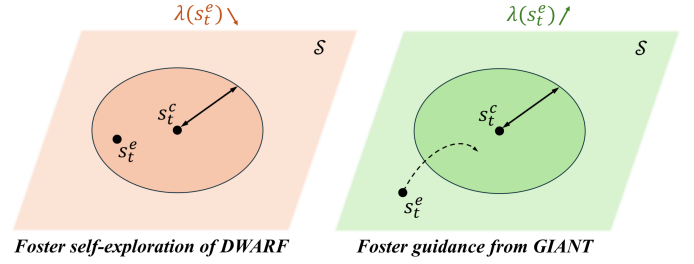 λ(s_t^e)↘
S
s_t^c
s_t^e
Foster self-exploration of DWARF
λ(s_t^e)↗
S
s_t^c
s_t^e
Foster guidance from GIANT